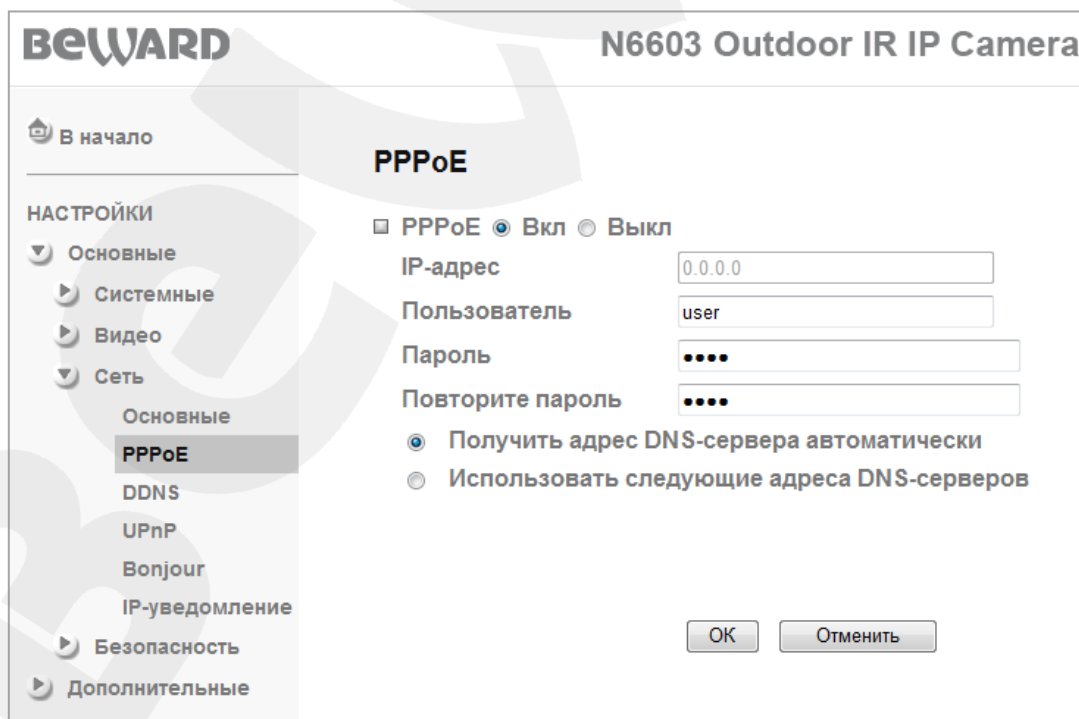 BEWARD
N6603 Outdoor IR IP Camera
В начало
НАСТРОЙКИ
Основные
Системные
Видео
Сеть
Основные
PPPoE
DDNS
UPnP
Bonjour
IP-уведомление
Безопасность
Дополнительные
PPPoE
PPPoE Вкл Выкл
IP-адрес 0.0.0.0
Пользователь user
Пароль ••••
Повторите пароль ••••
Получить адрес DNS-сервера автоматически
Использовать следующие адреса DNS-серверов
OK Отменить